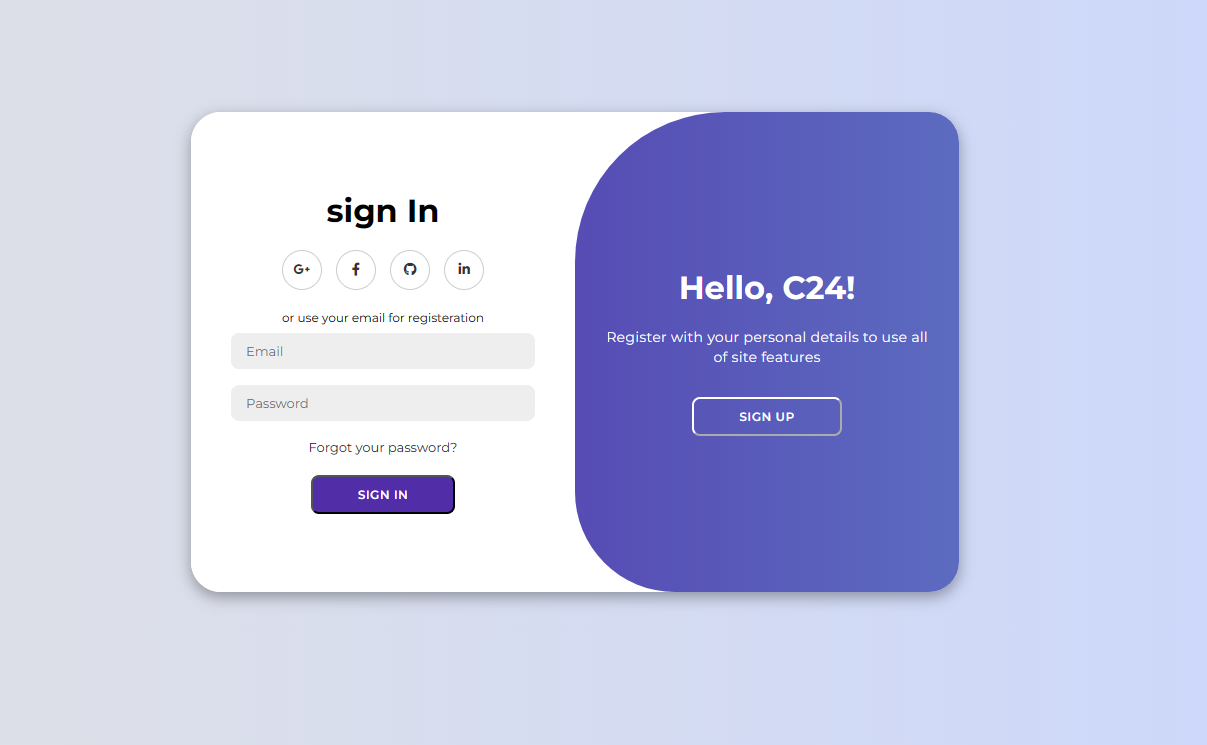 sign In
G+
or use your email for registeration
Email
Password
Forgot your password?
SIGN IN
Hello, C24!
Register with your personal details to use all
of site features
SIGN UP